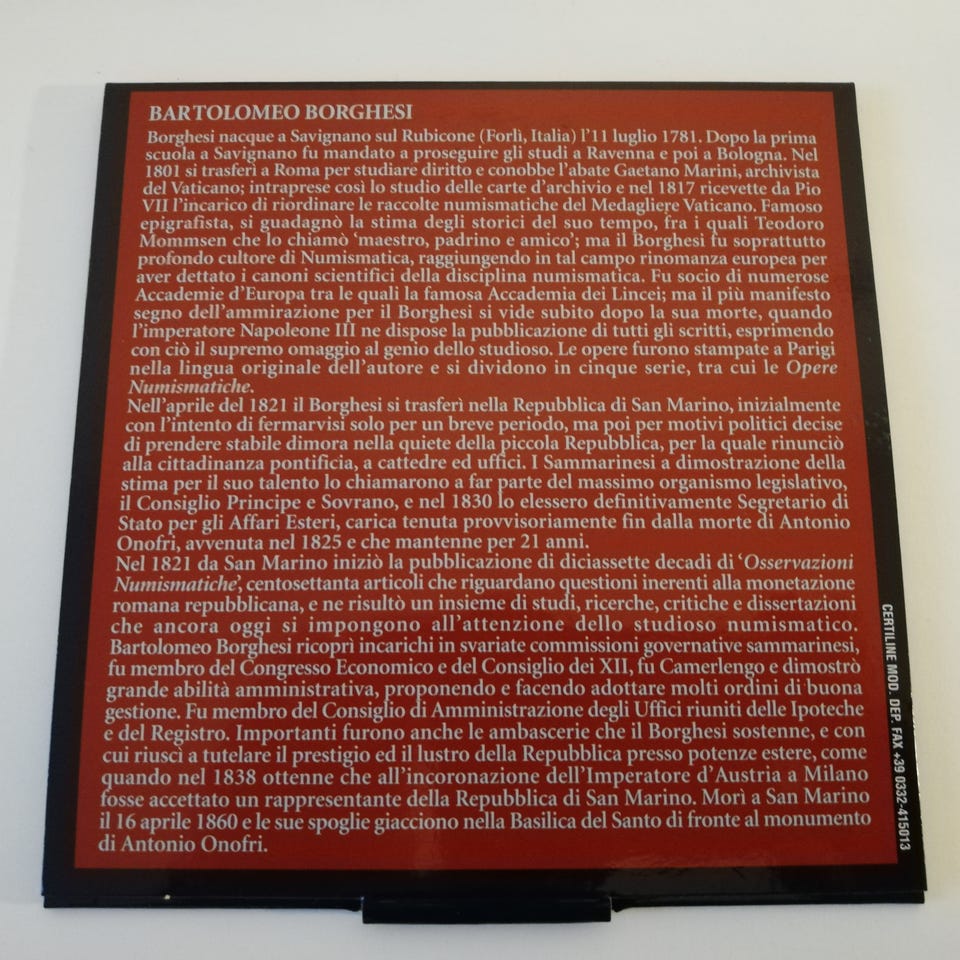 BARTOLOMEO BORGHESI
Borghesi nacque a Savignano sul Rubicone (Forlì, Italia) l'11 luglio 1781. Dopo la prima
scuola a Savignano fu mandato a proseguire gli studi a Ravenna e poi a Bologna. Nel
1801 si trasferì a Roma per studiare diritto e conobbe l'abate Gaetano Marini, archivista
del Vaticano; intraprese così lo studio delle carte d'archivio e nel 1817 ricevette da Pio
VII l'incarico di riordinare le raccolte numismatiche del Medagliere Vaticano. Famoso
epigrafista, si guadagnò la stima degli storici del suo tempo, fra i quali Teodoro
Mommsen che lo chiamò 'maestro, padrino e amico'; ma il Borghesi fu soprattutto
profondo cultore di Numismatica, raggiungendo in tal campo rinomanza europea per
aver dettato i canoni scientifici della disciplina numismatica. Fu socio di numerose
Accademie d'Europa tra le quali la famosa Accademia dei Lincei; ma il più manifesto
segno dell'ammirazione per il Borghesi si vide subito dopo la sua morte, quando
l'imperatore Napoleone III ne dispose la pubblicazione di tutti gli scritti, esprimendo
con ciò il supremo omaggio al genio dello studioso. Le opere furono stampate a Parigi
nella lingua originale dell'autore e si dividono in cinque serie, tra cui le Opere
Numismatiche.
Nell'aprile del 1821 il Borghesi si trasferì nella Repubblica di San Marino, inizialmente
con l'intento di fermarvisi solo per un breve periodo, ma poi per motivi politici decise
di prendere stabile dimora nella quiete della piccola Repubblica, per la quale rinunciò
alla cittadinanza pontificia, a cattedre ed uffici. I Sammarinesi a dimostrazione della
stima per il suo talento lo chiamarono a far parte del massimo organismo legislativo,
il Consiglio Principe e Sovrano, e nel 1830 lo elessero definitivamente Segretario di
Stato per gli Affari Esteri, carica tenuta provvisoriamente fin dalla morte di Antonio
Onofri, avvenuta nel 1825 e che mantenne per 21 anni.
Nel 1821 da San Marino iniziò la pubblicazione di diciassette decadi di 'Osservazioni
Numismatiche', centosettanta articoli che riguardano questioni inerenti alla monetazione
romana repubblicana, e ne risultò un insieme di studi, ricerche, critiche e dissertazioni
che ancora oggi si impongono all'attenzione dello studioso numismatico.
Bartolomeo Borghesi ricoprì incarichi in svariate commissioni governative sammarinesi,
fu membro del Congresso Economico e del Consiglio dei XII, fu Camerlengo e dimostrò
grande abilità amministrativa, proponendo e facendo adottare molti ordini di buona
gestione. Fu membro del Consiglio di Amministrazione degli Uffici riuniti delle Ipoteche
e del Registro. Importanti furono anche le ambascerie che il Borghesi sostenne, e con
cui riuscì a tutelare il prestigio ed il lustro della Repubblica presso potenze estere, come
quando nel 1838 ottenne che all'incoronazione dell'Imperatore d'Austria a Milano
fosse accettato un rappresentante della Repubblica di San Marino. Morì a San Marino
il 16 aprile 1860 e le sue spoglie giacciono nella Basilica del Santo di fronte al monumento
di Antonio Onofri.
CERTILINE MOD. DEP. FAX +39 0332-415013